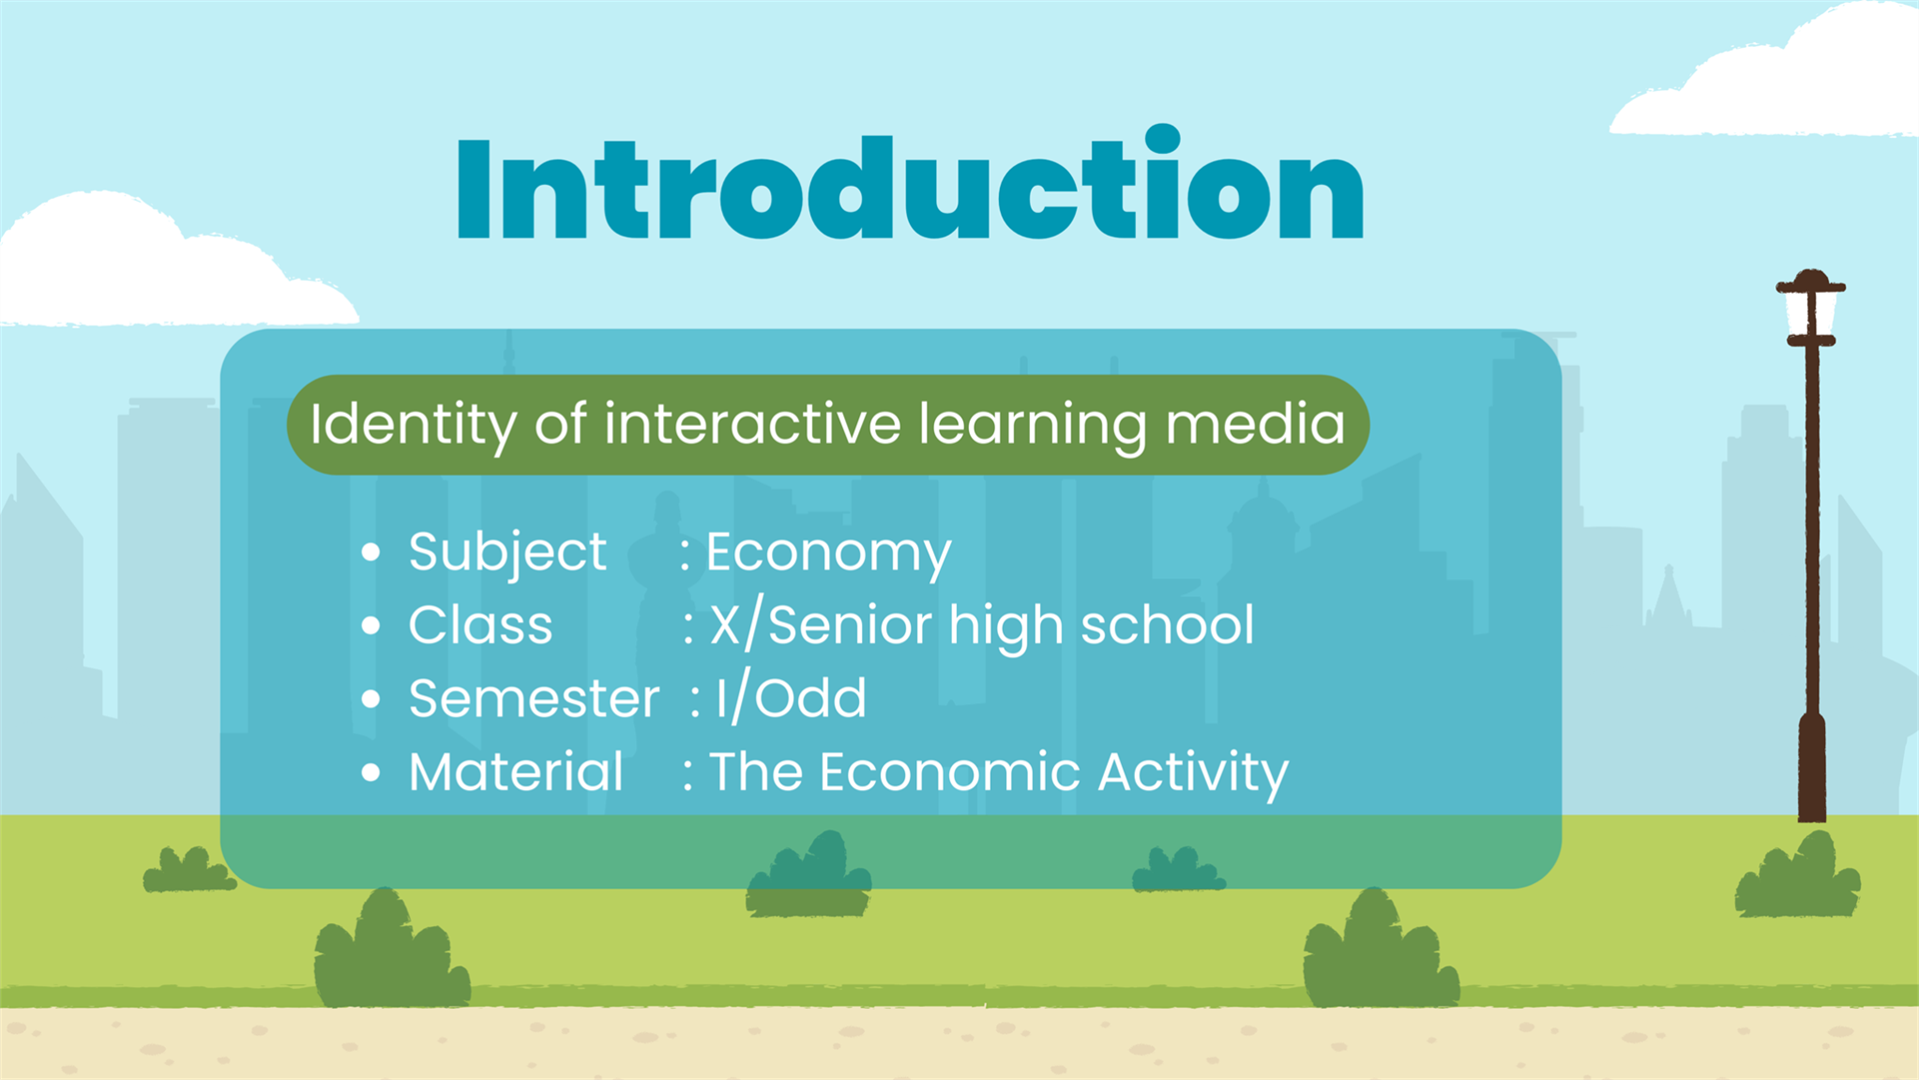 Introduction
Identity of interactive learning media
• Subject : Economy
• Class : X/Senior high school
• Semester : I/Odd
• Material : The Economic Activity